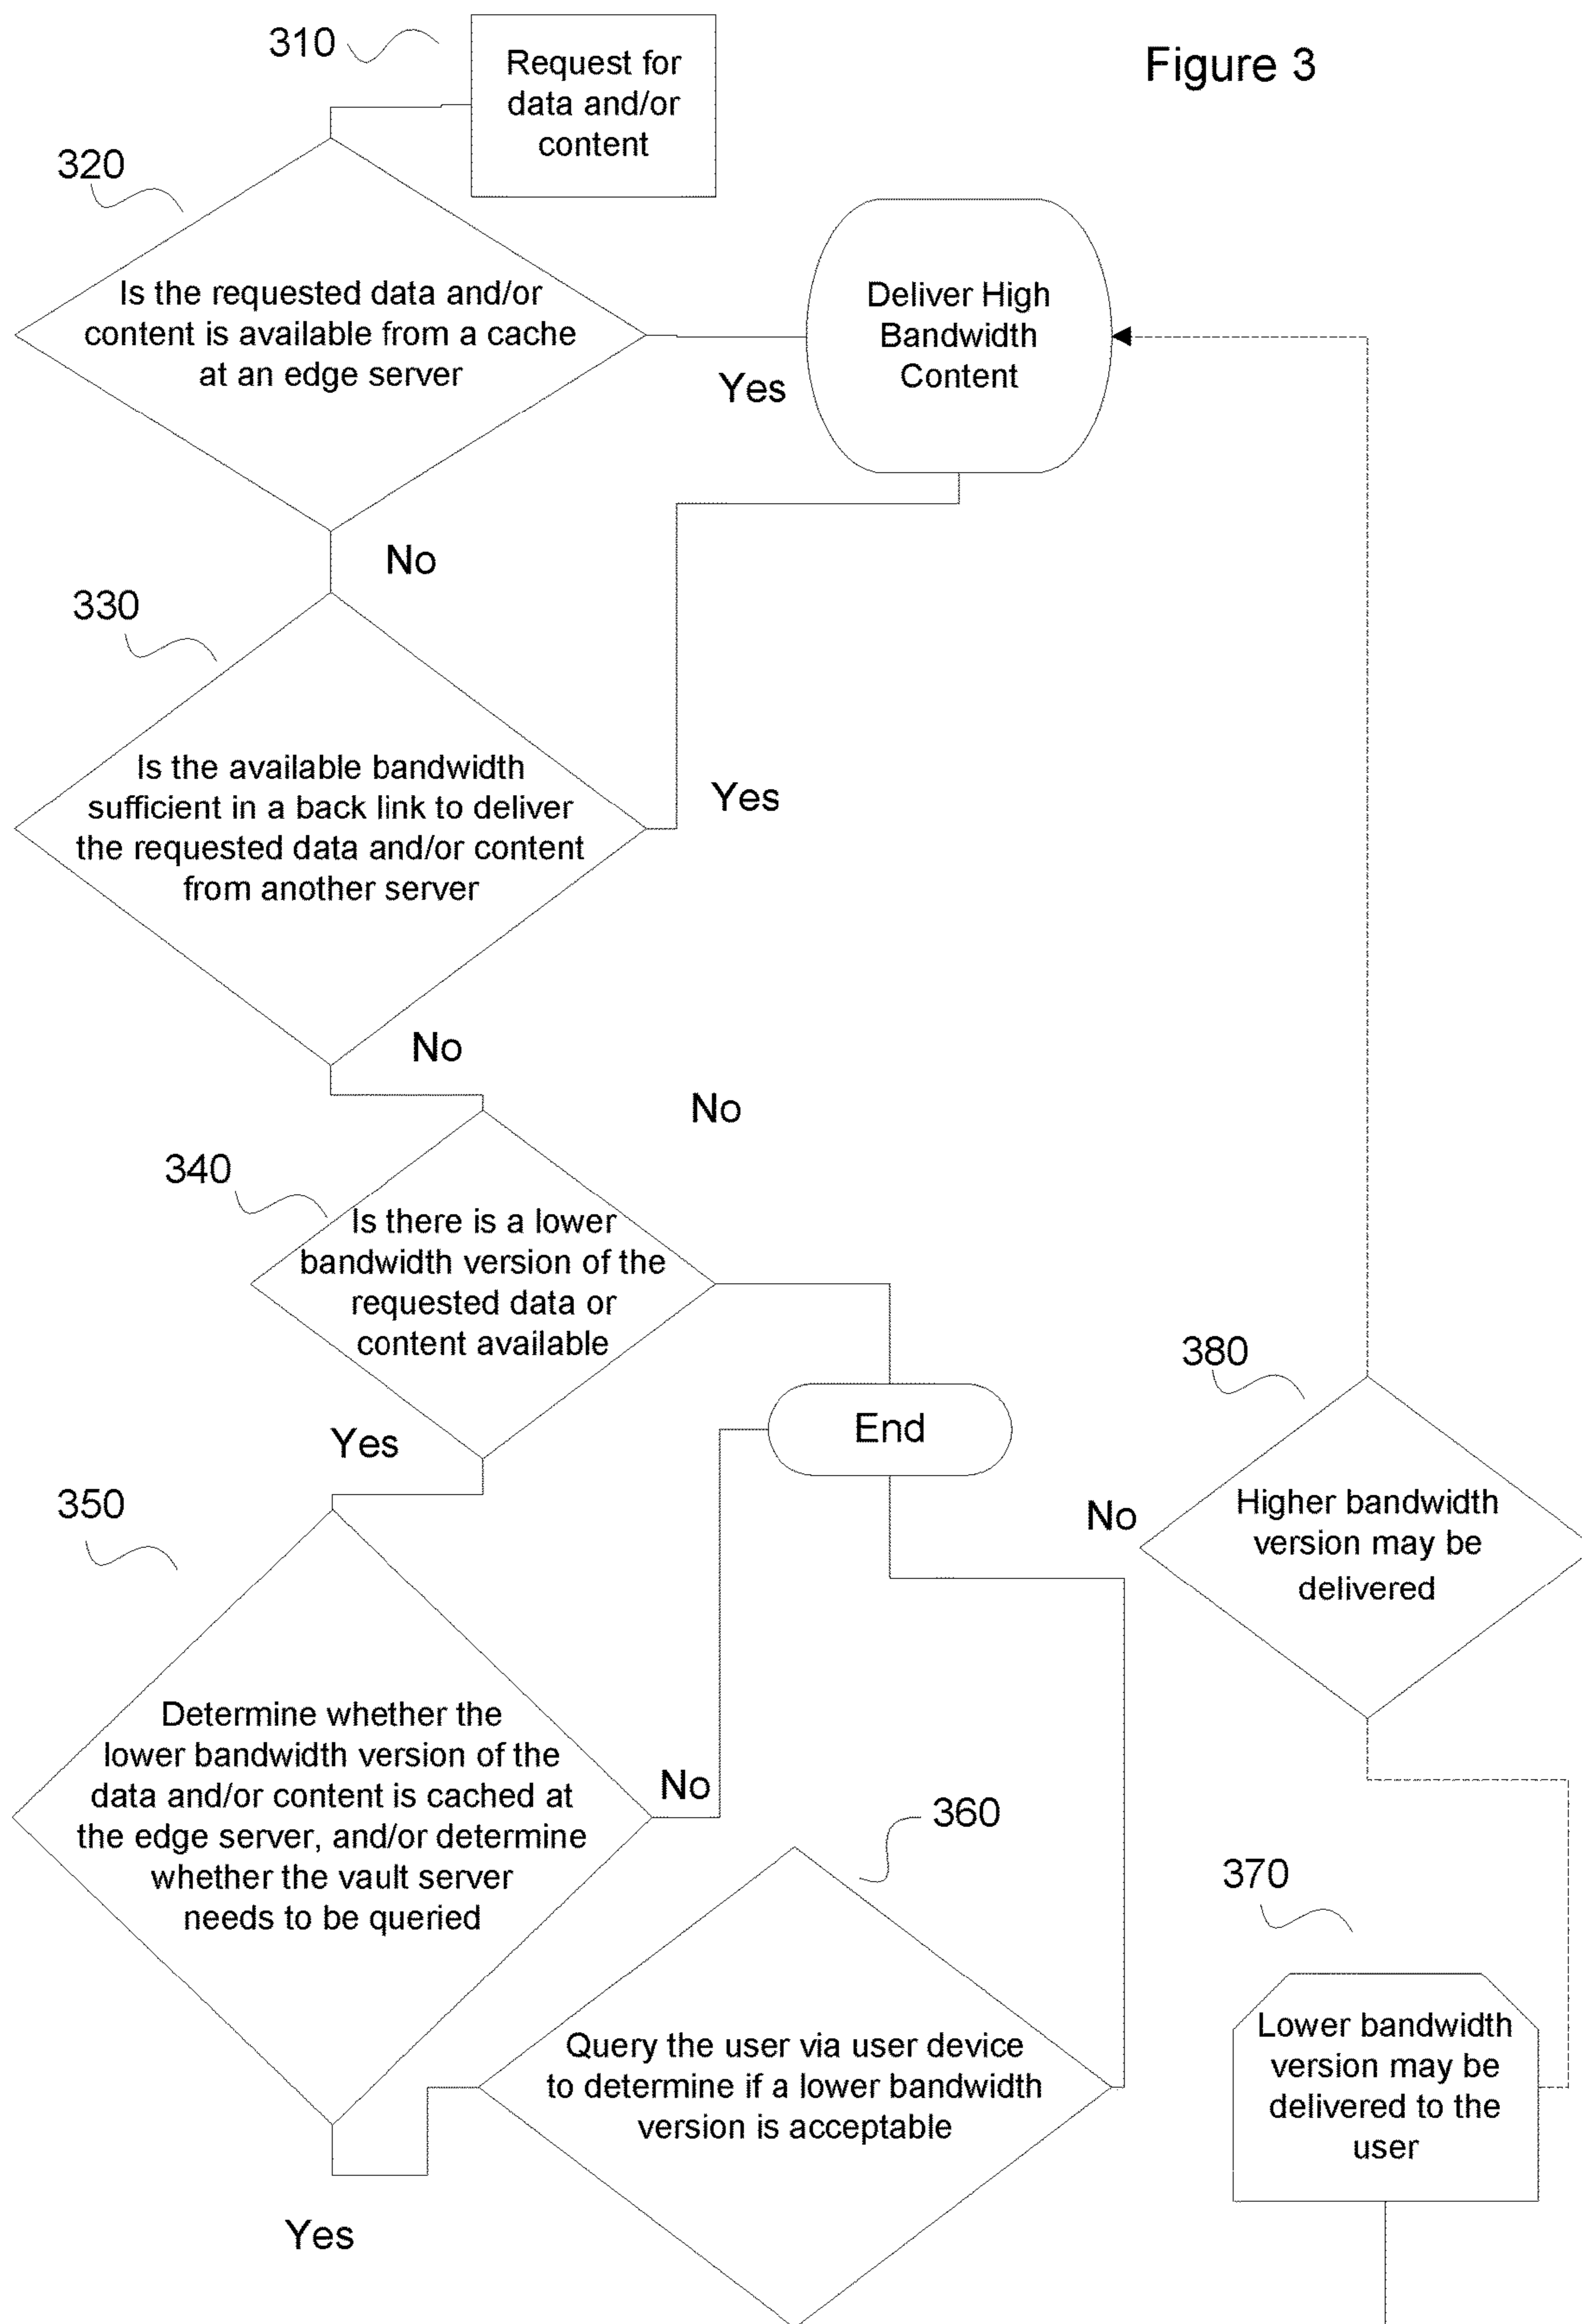 Figure 3
310
Request for
data and/or
content
320
Is the requested data and/or
content is available from a cache
at an edge server
Yes
Deliver High
Bandwidth
Content
No
330
Is the available bandwidth
sufficient in a back link to deliver
the requested data and/or content
from another server
Yes
No
No
340
Is there is a lower
bandwidth version of the
requested data or
content available
Yes
End
350
Determine whether the
lower bandwidth version of the
data and/or content is cached at
the edge server, and/or determine
whether the vault server
needs to be queried
No
Yes
360
Query the user via user device
to determine if a lower bandwidth
version is acceptable
No
380
Higher bandwidth
version may be
delivered
370
Lower bandwidth
version may be
delivered to the
user